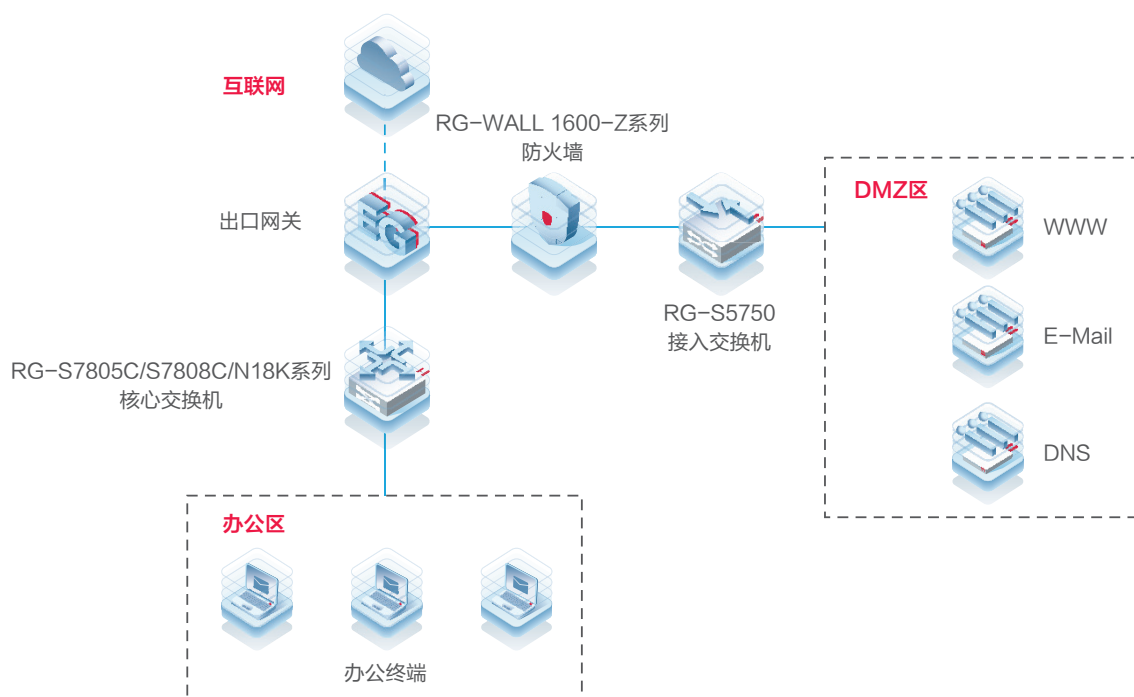 互联网
RG-WALL 1600-Z系列
防火墙
出口网关
EG
DMZ区
WWW
RG-S5750
接入交换机
E-Mail
RG-S7805C/S7808C/N18K系列
核心交换机
DNS
办公区
办公终端